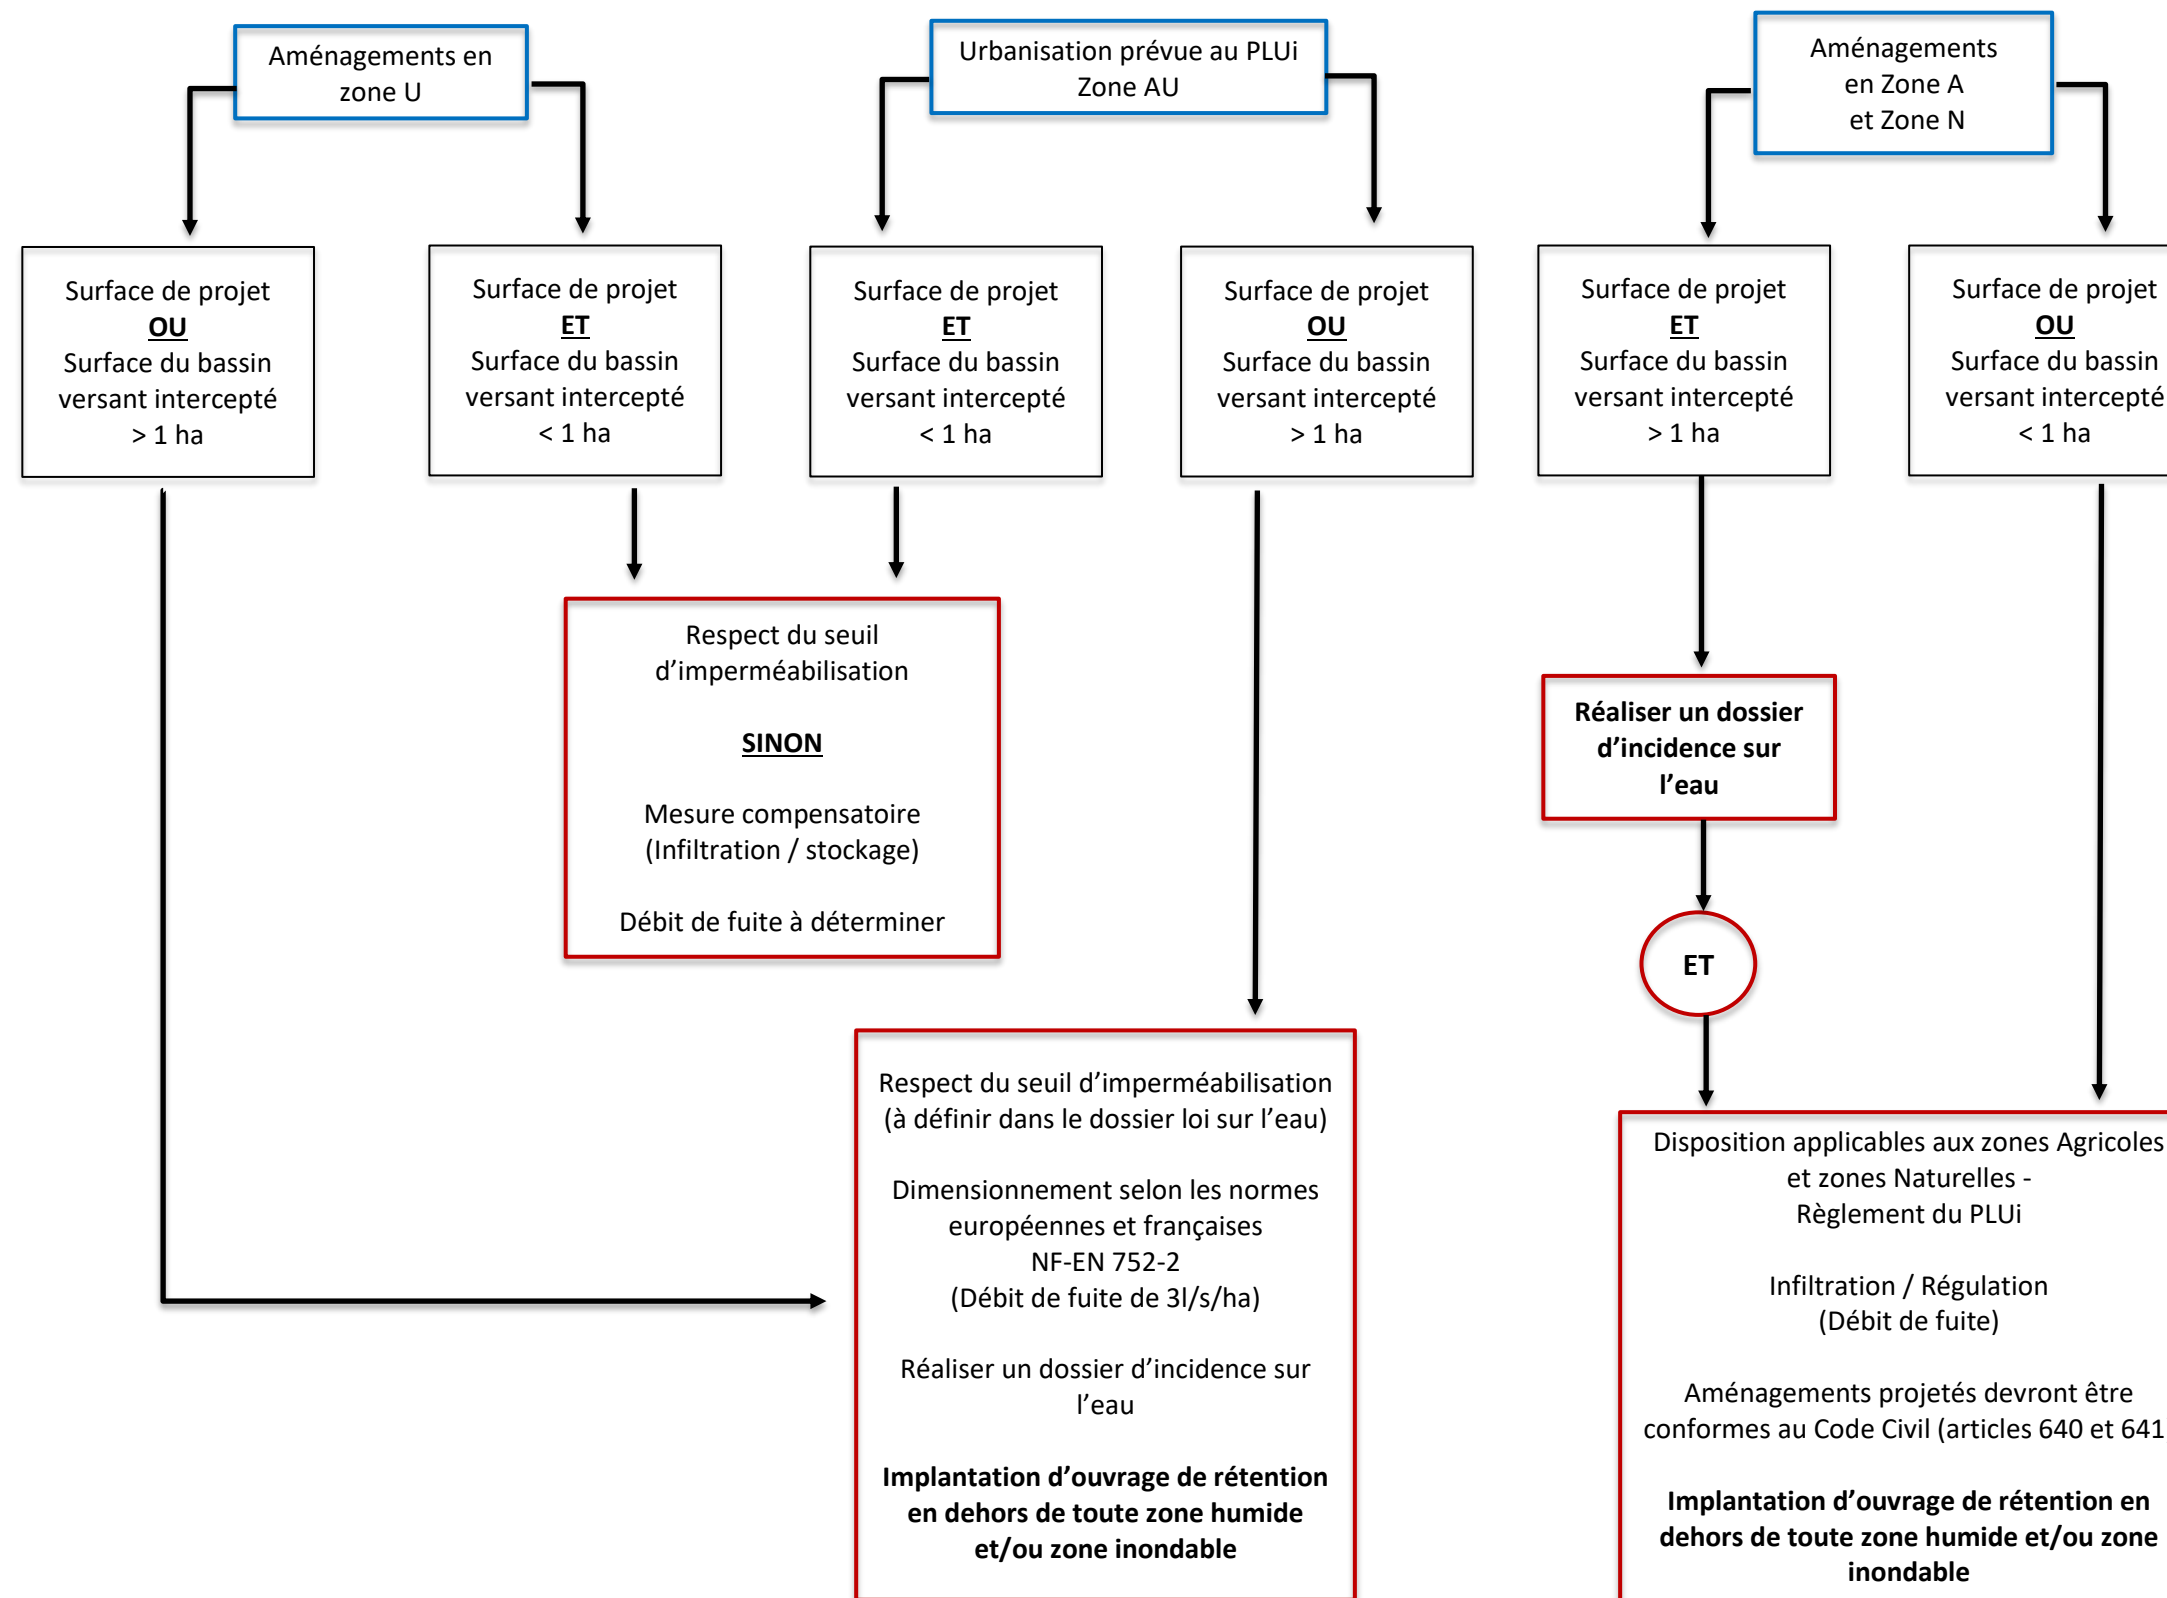 Aménagements en
zone U
Urbanisation prévue au PLUi
Zone AU
Aménagements
en Zone A
et Zone N
Surface de projet
OU
Surface du bassin
versant intercepté
> 1 ha
Surface de projet
ET
Surface du bassin
versant intercepté
< 1 ha
Surface de projet
ET
Surface du bassin
versant intercepté
< 1 ha
Surface de projet
OU
Surface du bassin
versant intercepté
> 1 ha
Surface de projet
ET
Surface du bassin
versant intercepté
> 1 ha
Surface de projet
OU
Surface du bassin
versant intercepté
< 1 ha
Respect du seuil
d’imperméabilisation
SINON
Mesure compensatoire
(Infiltration / stockage)
Débit de fuite à déterminer
Réaliser un dossier
d’incidence sur
l’eau
ET
Respect du seuil d’imperméabilisation
(à définir dans le dossier loi sur l’eau)
Dimensionnement selon les normes
européennes et françaises
NF-EN 752-2
(Débit de fuite de 3l/s/ha)
Réaliser un dossier d’incidence sur
l’eau
Implantation d’ouvrage de rétention
en dehors de toute zone humide
et/ou zone inondable
Disposition applicables aux zones Agricoles
et zones Naturelles -
Règlement du PLUi
Infiltration / Régulation
(Débit de fuite)
Aménagements projetés devront être
conformes au Code Civil (articles 640 et 641
Implantation d’ouvrage de rétention en
dehors de toute zone humide et/ou zone
inondable